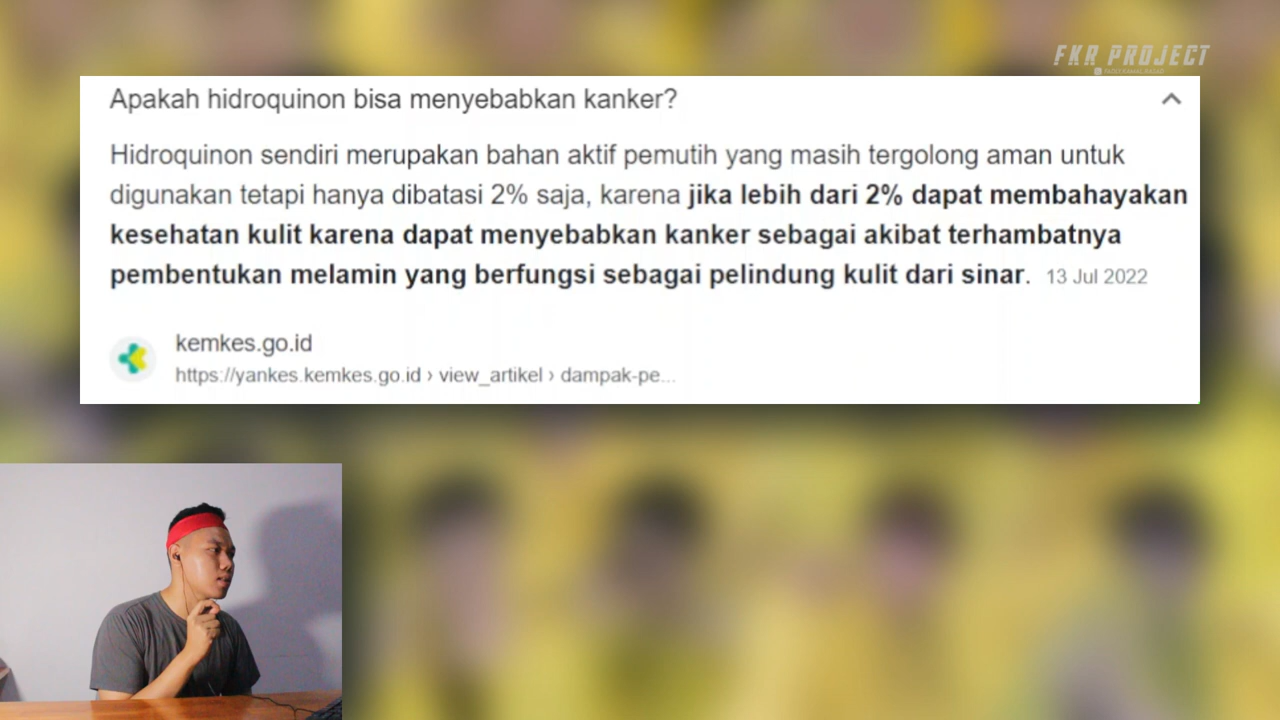 FKR PROJECT
Apakah hidroquinon bisa menyebabkan kanker?
Hidroquinon sendiri merupakan bahan aktif pemutih yang masih tergolong aman untuk
digunakan tetapi hanya dibatasi 2% saja, karena jika lebih dari 2% dapat membahayakan
kesehatan kulit karena dapat menyebabkan kanker sebagai akibat terhambatnya
pembentukan melamin yang berfungsi sebagai pelindung kulit dari sinar. 13 Jul 2022
kemkes.go.id
https://yankes.kemkes.go.id › view_artikel › dampak-pe...